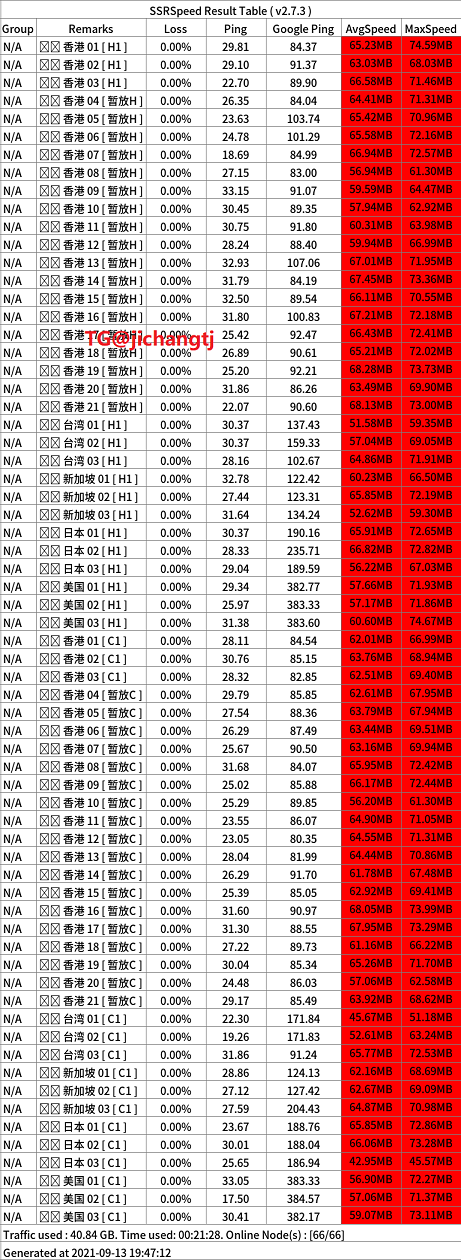 SSRSpeed Result Table ( v2.7.3 )
Group Remarks Loss Ping Google Ping AvgSpeed MaxSpeed
N/A 香港 01 [ H1 ] 0.00% 29.81 84.37 65.23MB 74.59MB
N/A 香港 02 [ H1 ] 0.00% 29.10 91.37 63.03MB 68.03MB
N/A 香港 03 [ H1 ] 0.00% 22.70 89.90 66.58MB 71.46MB
N/A 香港 04 [ 暂放H ] 0.00% 26.35 84.04 64.41MB 71.31MB
N/A 香港 05 [ 暂放H ] 0.00% 23.63 103.74 65.42MB 70.96MB
N/A 香港 06 [ 暂放H ] 0.00% 24.78 101.29 65.58MB 72.16MB
N/A 香港 07 [ 暂放H ] 0.00% 18.69 84.99 66.94MB 72.57MB
N/A 香港 08 [ 暂放H ] 0.00% 27.15 83.00 56.94MB 61.30MB
N/A 香港 09 [ 暂放H ] 0.00% 33.15 91.07 59.59MB 64.47MB
N/A 香港 10 [ 暂放H ] 0.00% 30.45 89.35 57.94MB 62.92MB
N/A 香港 11 [ 暂放H ] 0.00% 30.75 91.80 60.31MB 63.98MB
N/A 香港 12 [ 暂放H ] 0.00% 28.24 88.40 59.94MB 66.99MB
N/A 香港 13 [ 暂放H ] 0.00% 32.93 107.06 67.01MB 71.95MB
N/A 香港 14 [ 暂放H ] 0.00% 31.79 84.19 67.45MB 73.36MB
N/A 香港 15 [ 暂放H ] 0.00% 32.50 89.54 66.11MB 70.55MB
N/A 香港 16 [ 暂放H ] 0.00% 31.80 100.83 67.21MB 72.18MB
N/A 香港 17 [ 暂放H ] 0.00% 25.42 92.47 66.43MB 72.41MB
TG@jichangtj
N/A 香港 18 [ 暂放H ] 0.00% 26.89 90.61 65.21MB 72.02MB
N/A 香港 19 [ 暂放H ] 0.00% 25.20 92.21 68.28MB 73.73MB
N/A 香港 20 [ 暂放H ] 0.00% 31.86 86.26 63.49MB 69.90MB
N/A 香港 21 [ 暂放H ] 0.00% 22.07 90.60 68.13MB 73.00MB
N/A 台湾 01 [ H1 ] 0.00% 30.37 137.43 51.58MB 59.35MB
N/A 台湾 02 [ H1 ] 0.00% 30.37 159.33 57.04MB 69.05MB
N/A 台湾 03 [ H1 ] 0.00% 28.16 102.67 64.86MB 71.91MB
N/A 新加坡 01 [ H1 ] 0.00% 32.78 122.42 60.23MB 66.50MB
N/A 新加坡 02 [ H1 ] 0.00% 27.44 123.31 65.85MB 72.19MB
N/A 新加坡 03 [ H1 ] 0.00% 31.64 134.24 52.62MB 59.30MB
N/A 日本 01 [ H1 ] 0.00% 30.37 190.16 65.91MB 72.65MB
N/A 日本 02 [ H1 ] 0.00% 28.33 235.71 66.82MB 72.82MB
N/A 日本 03 [ H1 ] 0.00% 29.04 189.59 56.22MB 67.03MB
N/A 美国 01 [ H1 ] 0.00% 29.34 382.77 57.66MB 71.93MB
N/A 美国 02 [ H1 ] 0.00% 25.97 383.33 57.17MB 71.86MB
N/A 美国 03 [ H1 ] 0.00% 31.38 383.60 60.60MB 74.67MB
N/A 香港 01 [ C1 ] 0.00% 28.11 84.54 62.01MB 66.99MB
N/A 香港 02 [ C1 ] 0.00% 30.76 85.15 63.76MB 68.94MB
N/A 香港 03 [ C1 ] 0.00% 28.32 82.85 62.51MB 69.40MB
N/A 香港 04 [ 暂放C ] 0.00% 29.79 85.85 62.61MB 67.95MB
N/A 香港 05 [ 暂放C ] 0.00% 27.54 88.36 63.79MB 67.94MB
N/A 香港 06 [ 暂放C ] 0.00% 26.29 87.49 63.44MB 69.51MB
N/A 香港 07 [ 暂放C ] 0.00% 25.67 90.50 63.16MB 69.94MB
N/A 香港 08 [ 暂放C ] 0.00% 31.68 84.07 65.95MB 72.42MB
N/A 香港 09 [ 暂放C ] 0.00% 25.02 85.88 66.17MB 72.44MB
N/A 香港 10 [ 暂放C ] 0.00% 25.29 89.85 56.20MB 61.30MB
N/A 香港 11 [ 暂放C ] 0.00% 23.55 86.07 64.90MB 71.05MB
N/A 香港 12 [ 暂放C ] 0.00% 23.05 80.35 64.55MB 71.31MB
N/A 香港 13 [ 暂放C ] 0.00% 28.04 81.99 64.44MB 70.86MB
N/A 香港 14 [ 暂放C ] 0.00% 26.29 91.70 61.78MB 67.48MB
N/A 香港 15 [ 暂放C ] 0.00% 25.39 85.05 62.92MB 69.41MB
N/A 香港 16 [ 暂放C ] 0.00% 31.60 90.97 68.05MB 73.99MB
N/A 香港 17 [ 暂放C ] 0.00% 31.30 88.55 67.95MB 73.29MB
N/A 香港 18 [ 暂放C ] 0.00% 27.22 89.73 61.16MB 66.22MB
N/A 香港 19 [ 暂放C ] 0.00% 30.04 85.34 65.26MB 71.70MB
N/A 香港 20 [ 暂放C ] 0.00% 24.48 86.03 57.06MB 62.58MB
N/A 香港 21 [ 暂放C ] 0.00% 29.17 85.49 63.92MB 68.62MB
N/A 台湾 01 [ C1 ] 0.00% 22.30 171.84 45.67MB 51.18MB
N/A 台湾 02 [ C1 ] 0.00% 19.26 171.83 52.61MB 63.24MB
N/A 台湾 03 [ C1 ] 0.00% 31.86 91.24 65.77MB 72.53MB
N/A 新加坡 01 [ C1 ] 0.00% 28.86 124.13 62.16MB 68.69MB
N/A 新加坡 02 [ C1 ] 0.00% 27.12 127.42 62.67MB 69.09MB
N/A 新加坡 03 [ C1 ] 0.00% 27.59 204.43 64.87MB 70.98MB
N/A 日本 01 [ C1 ] 0.00% 23.67 188.76 65.85MB 72.86MB
N/A 日本 02 [ C1 ] 0.00% 30.01 188.04 66.06MB 73.28MB
N/A 日本 03 [ C1 ] 0.00% 25.65 186.94 42.95MB 45.57MB
N/A 美国 01 [ C1 ] 0.00% 33.05 383.33 56.90MB 72.27MB
N/A 美国 02 [ C1 ] 0.00% 17.50 384.57 57.06MB 71.37MB
N/A 美国 03 [ C1 ] 0.00% 30.41 382.17 59.07MB 73.11MB
Traffic used : 40.84 GB. Time used: 00:21:28. Online Node(s) : [66/66]
Generated at 2021-09-13 19:47:12